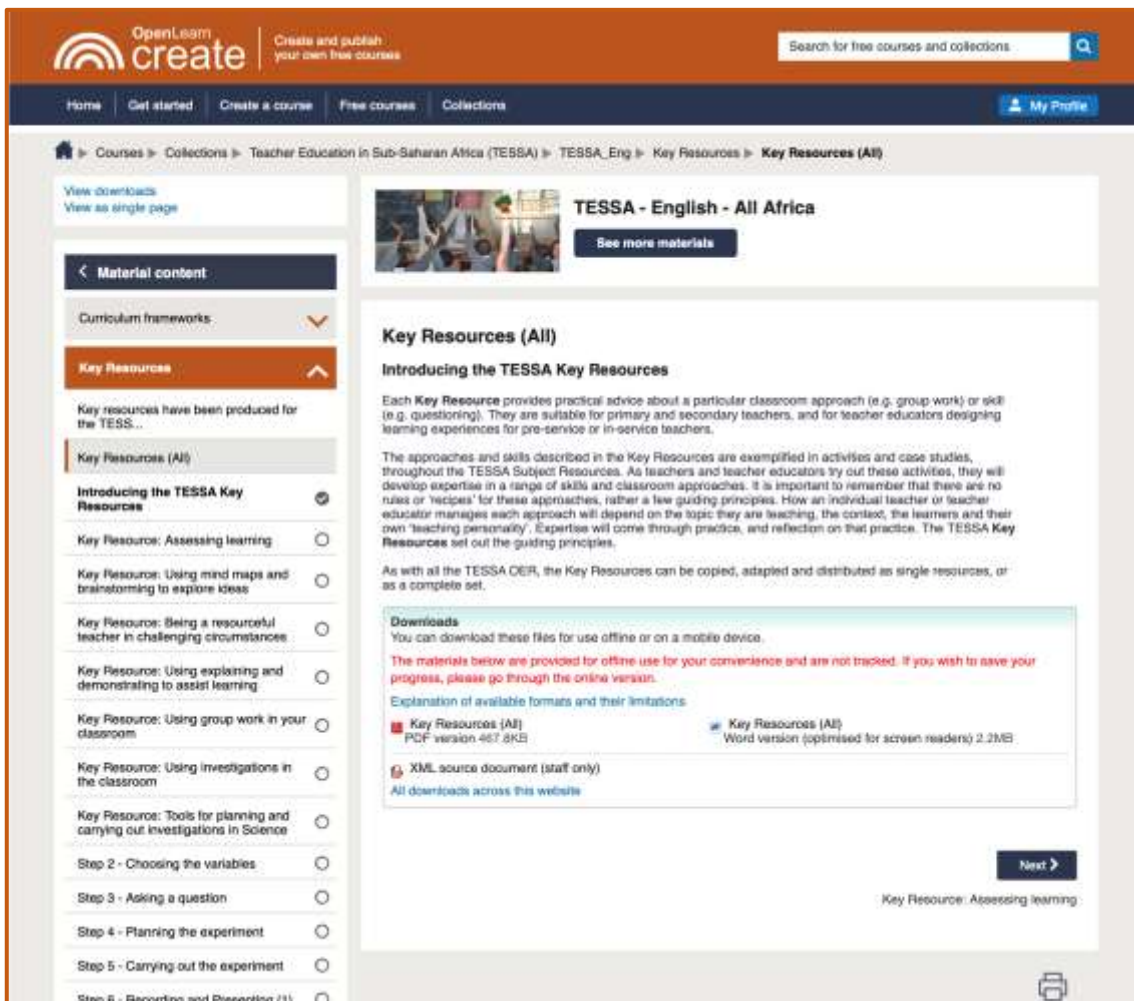 OpenLearn
create
Create and publish
your own free courses
Search for free courses and collections
Home
Get started
Create a course
Free courses
Collections
My Profile
Courses
Collections
Teacher Education in Sub-Saharan Africa (TESSA)
TESSA_Eng
Key Resources
Key Resources (All)
View downloads
View as single page
Material content
Curriculum frameworks
Key Resources
Key resources have been produced for
the TESS...
Key Resources (All)
Introducing the TESSA Key
Resources
Key Resource: Assessing learning
Key Resource: Using mind maps and
brainstorming to explore ideas
Key Resource: Being a resourceful
teacher in challenging circumstances
Key Resource: Using explaining and
demonstrating to assist learning
Key Resource: Using group work in your
classroom
Key Resource: Using investigations in
the classroom
Key Resource: Tools for planning and
carrying out investigations in Science
Step 2 - Choosing the variables
Step 3 - Asking a question
Step 4 - Planning the experiment
Step 5 - Carrying out the experiment
Step 6 - Recording and Presenting (1)
TESSA - English - All Africa
See more materials
Key Resources (All)
Introducing the TESSA Key Resources
Each Key Resource provides practical advice about a particular classroom approach (e.g. group work) or skill
(e.g. questioning). They are suitable for primary and secondary teachers, and for teacher educators designing
learning experiences for pre-service or in-service teachers.
The approaches and skills described in the Key Resources are exemplified in activities and case studies,
throughout the TESSA Subject Resources. As teachers and teacher educators try out these activities, they will
develop expertise in a range of skills and classroom approaches. It is important to remember that there are no
rules or 'recipes' for these approaches, rather a few guiding principles. How an individual teacher or teacher
educator manages each approach will depend on the topic they are teaching, the context, the learners and their
own 'teaching personality'. Expertise will come through practice, and reflection on that practice. The TESSA Key
Resources set out the guiding principles.
As with all the TESSA OER, the Key Resources can be copied, adapted and distributed as single resources, or
as a complete set.
Downloads
You can download these files for use offline or on a mobile device.
The materials below are provided for offline use for your convenience and are not tracked. If you wish to save your
progress, please go through the online version.
Explanation of available formats and their limitations
Key Resources (All)
PDF version 467.8KB
Key Resources (All)
Word version (optimised for screen readers) 2.2MB
XML source document (staff only)
All downloads across this website
Next
Key Resource: Assessing learning